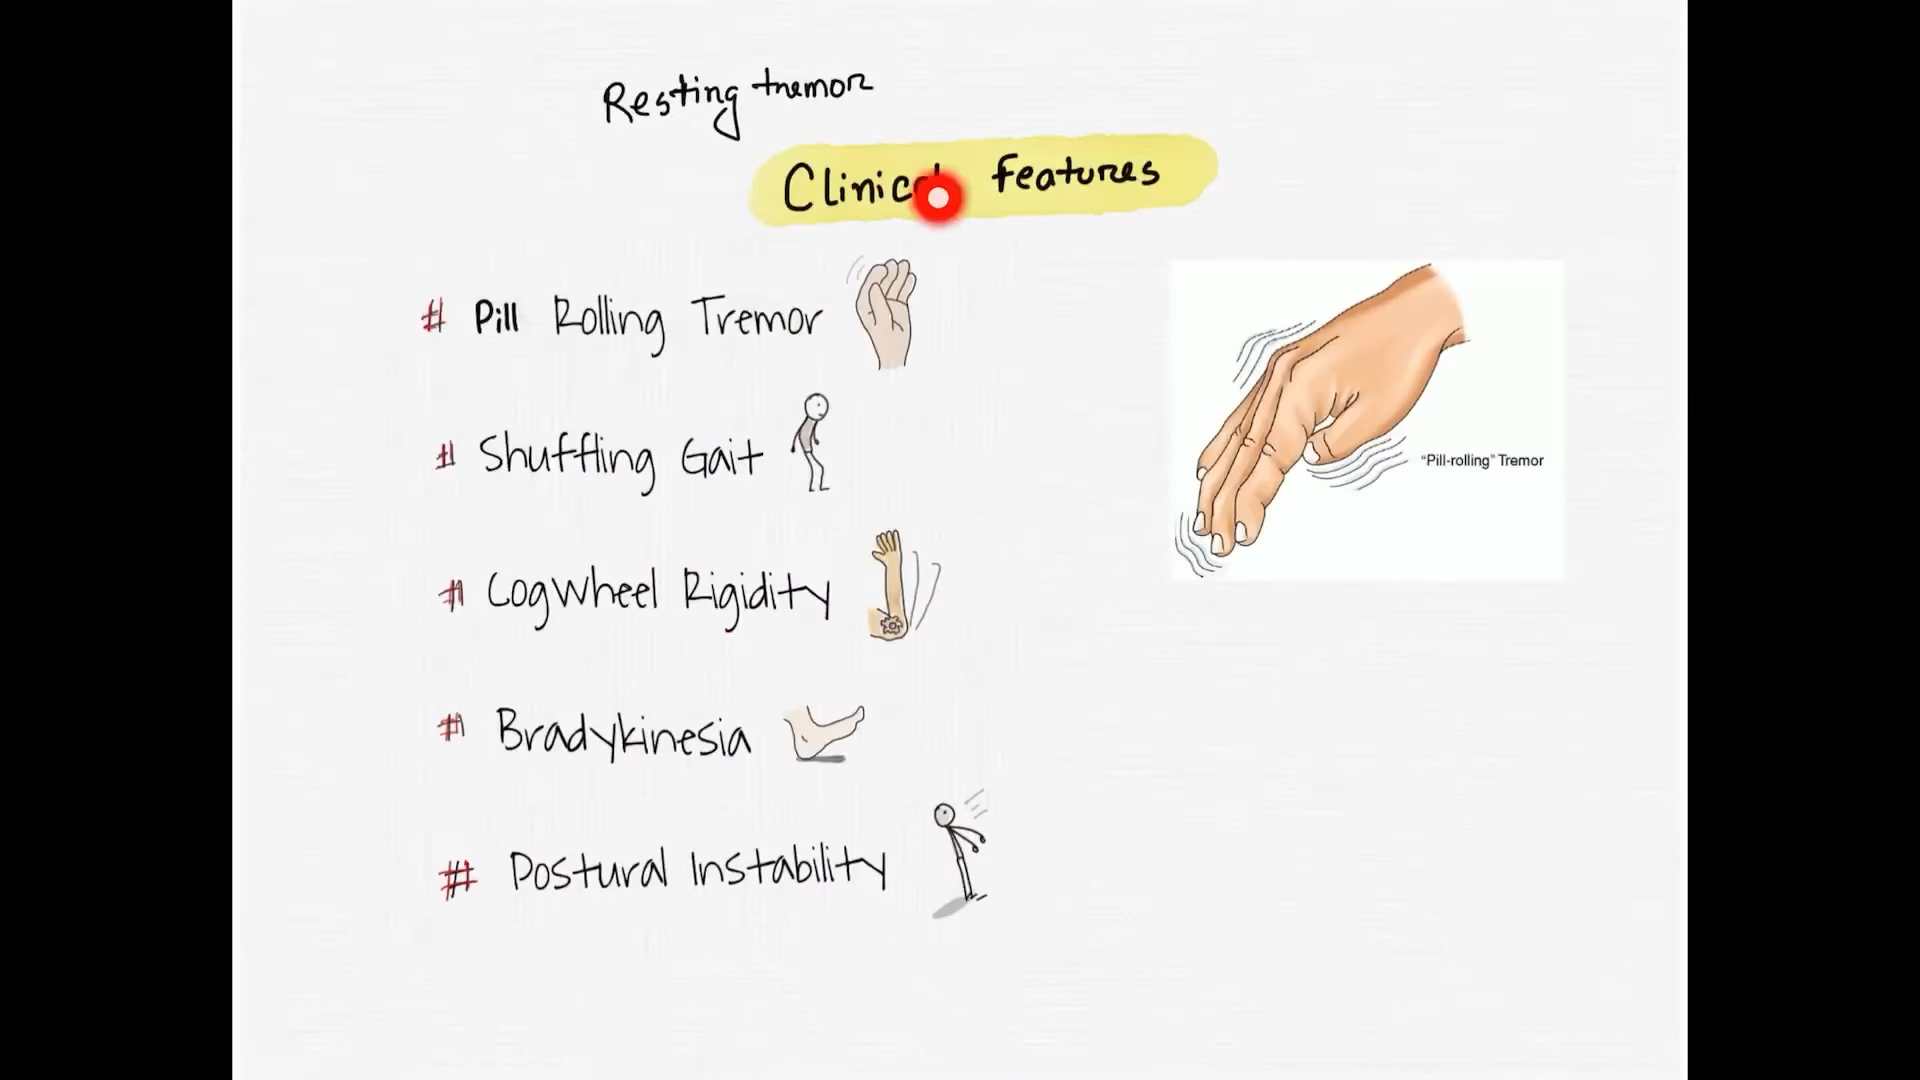 Resting tremor
Clinical features
# Pill Rolling Tremor
# Shuffling Gait
# Cogwheel Rigidity
# Bradykinesia
# Postural Instability
"Pill-rolling" Tremor